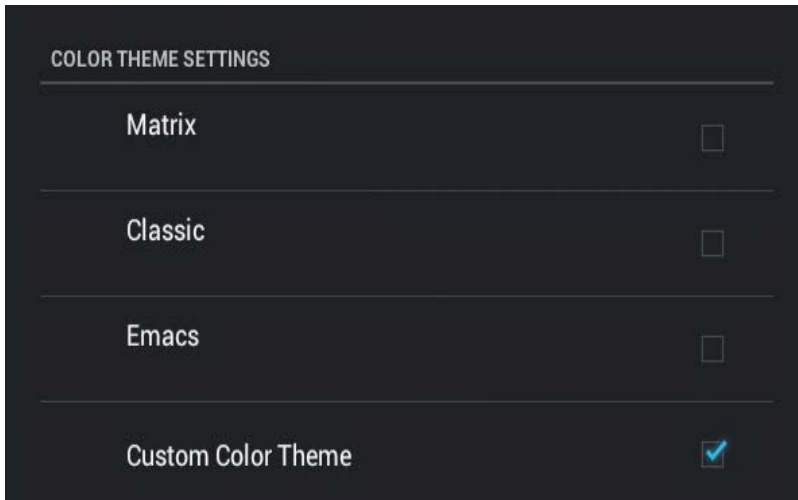 COLOR THEME SETTINGS
Matrix
Classic
Emacs
Custom Color Theme